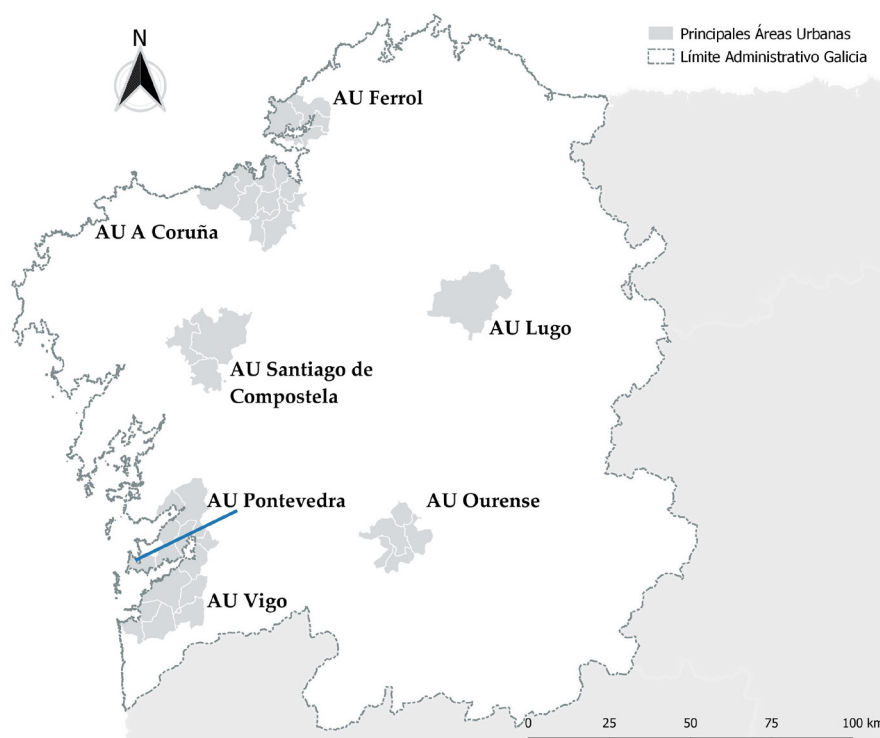 N
Principales Áreas Urbanas
Límite Administrativo Galicia
AU Ferrol
AU A Coruña
AU Lugo
AU Santiago de
Compostela
AU Pontevedra
AU Ourense
AU Vigo
0 25 50 75 100 km